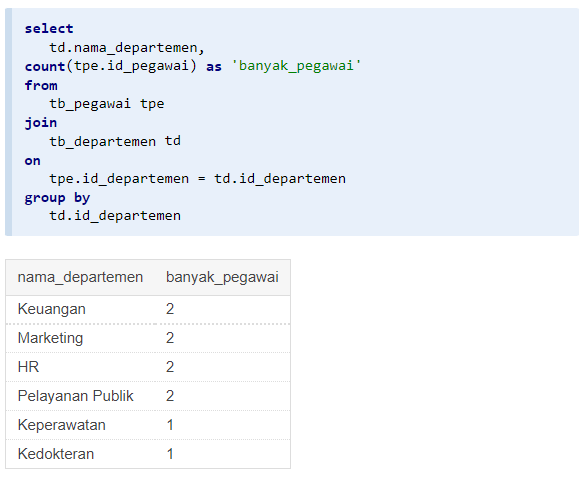 select
td.nama_departemen,
count(tpe.id_pegawai) as 'banyak_pegawai'
from
tb_pegawai tpe
join
tb_departemen td
on
tpe.id_departemen = td.id_departemen
group by
td.id_departemen
nama_departemen banyak_pegawai
Keuangan 2
Marketing 2
HR 2
Pelayanan Publik 2
Keperawatan 1
Kedokteran 1